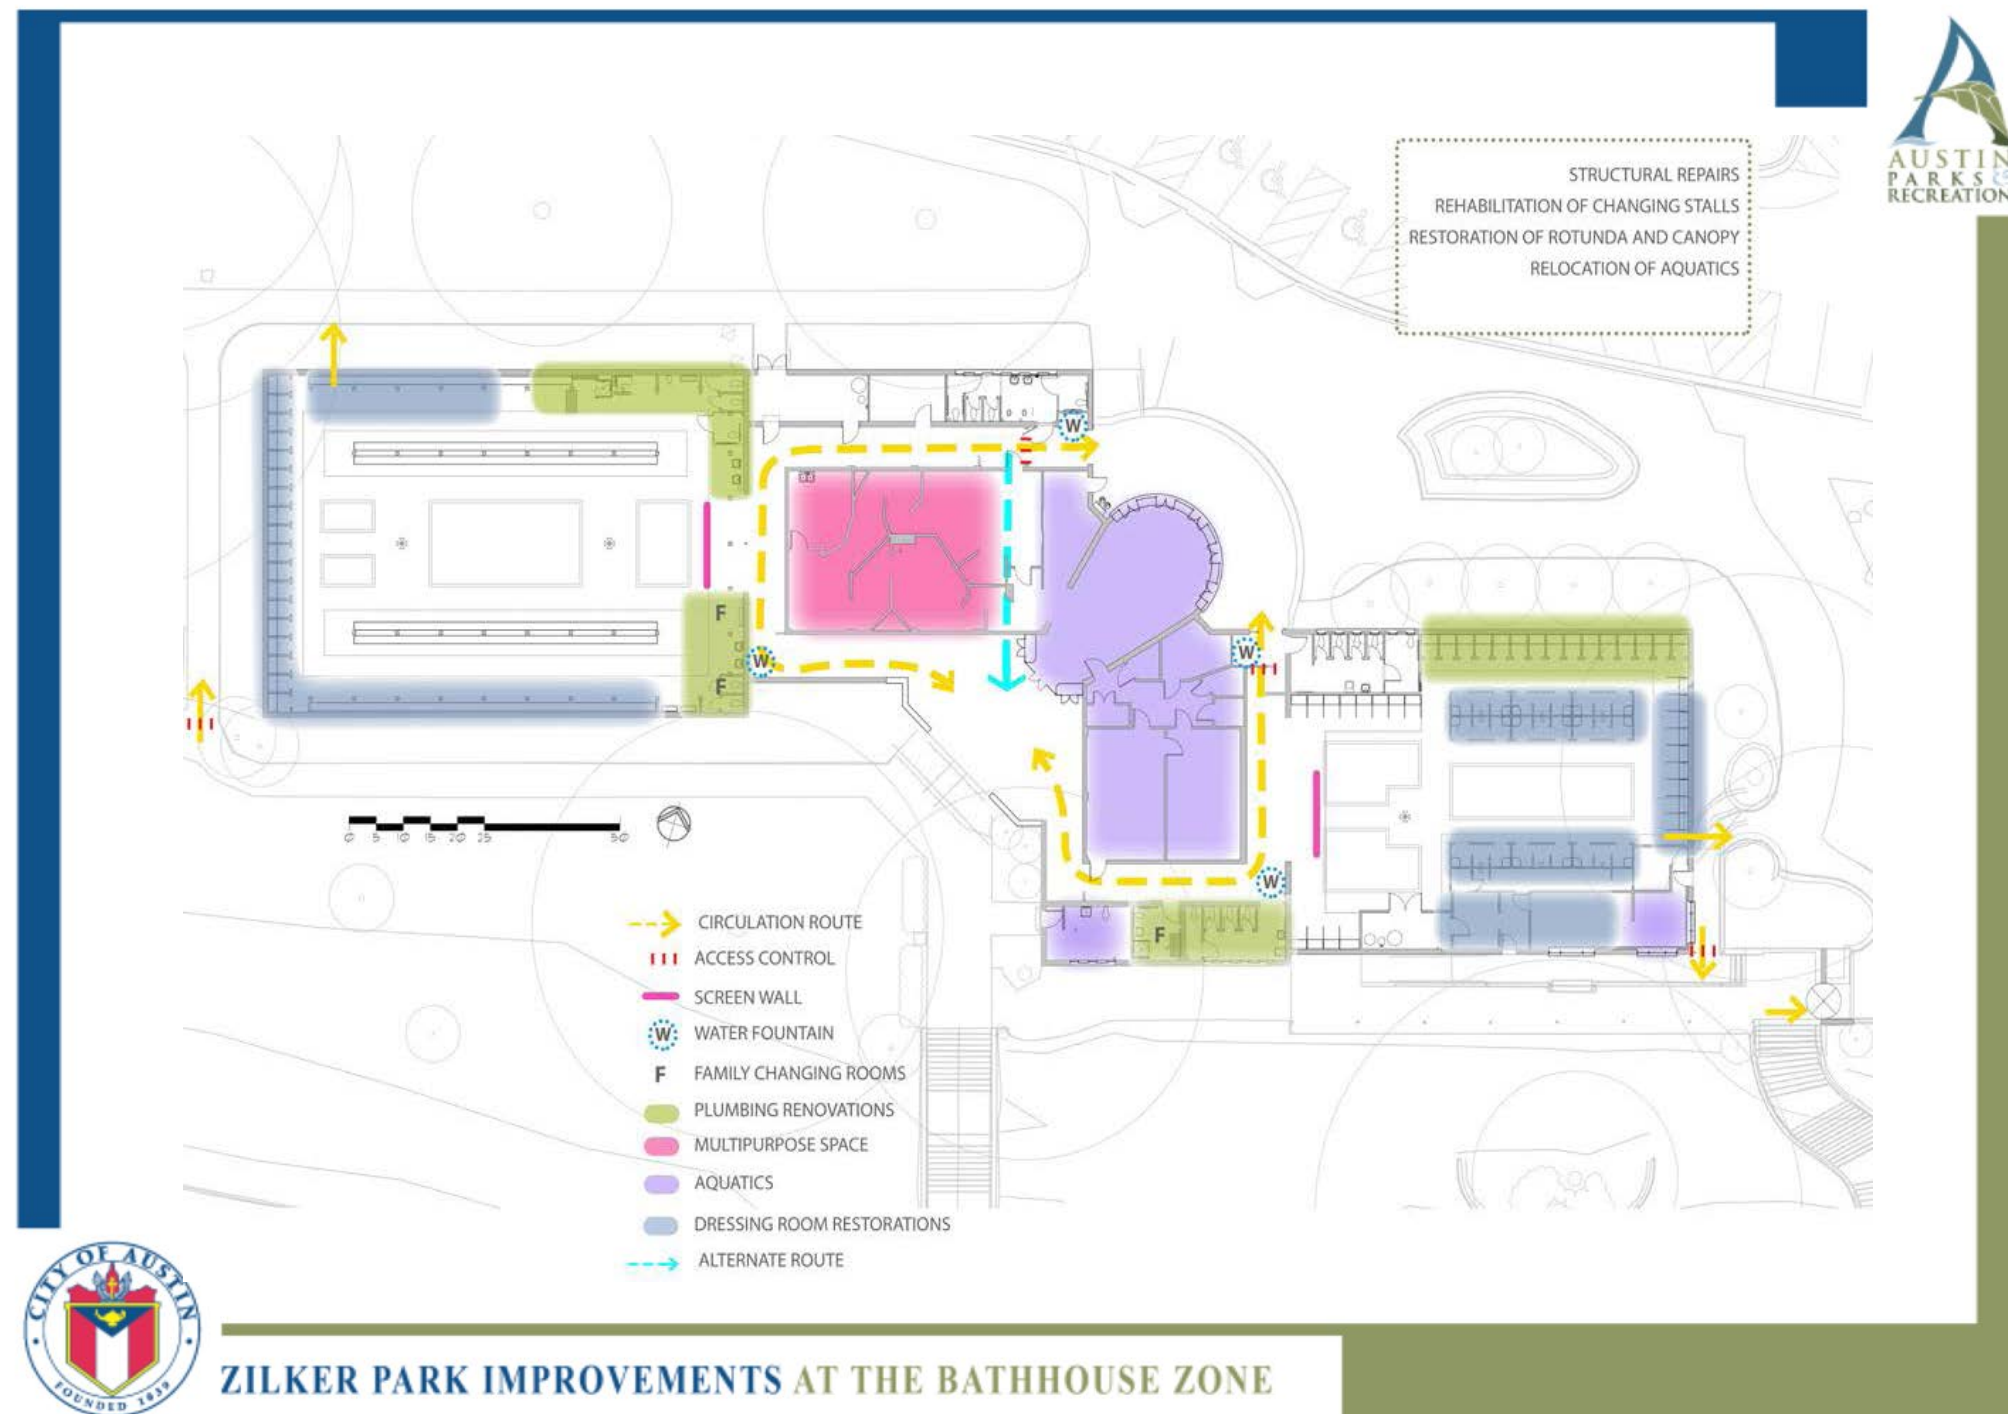 AUSTIN
PARKS &
RECREATION
STRUCTURAL REPAIRS
REHABILITATION OF CHANGING STALLS
RESTORATION OF ROTUNDA AND CANOPY
RELOCATION OF AQUATICS
W
F
W
F
W
W
F
0 5 10 15 20 25 50
CIRCULATION ROUTE
ACCESS CONTROL
SCREEN WALL
W WATER FOUNTAIN
F FAMILY CHANGING ROOMS
PLUMBING RENOVATIONS
MULTIPURPOSE SPACE
AQUATICS
DRESSING ROOM RESTORATIONS
ALTERNATE ROUTE
CITY OF AUSTIN
FOUNDED 1839
ZILKER PARK IMPROVEMENTS AT THE BATHHOUSE ZONE